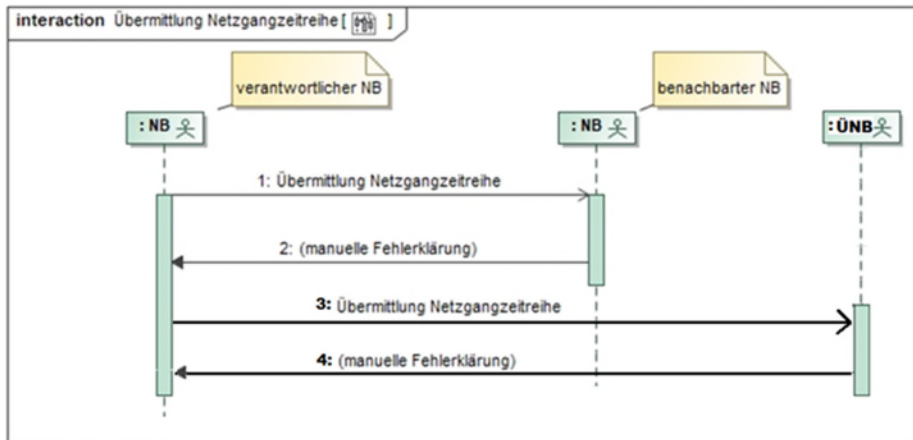 interaction Übermittlung Netzgangzeitreihe [ ]
verantwortlicher NB
benachbarter NB
: NB
: NB
:ÜNB
1: Übermittlung Netzgangzeitreihe
2: (manuelle Fehlerklärung)
3: Übermittlung Netzgangzeitreihe
4: (manuelle Fehlerklärung)